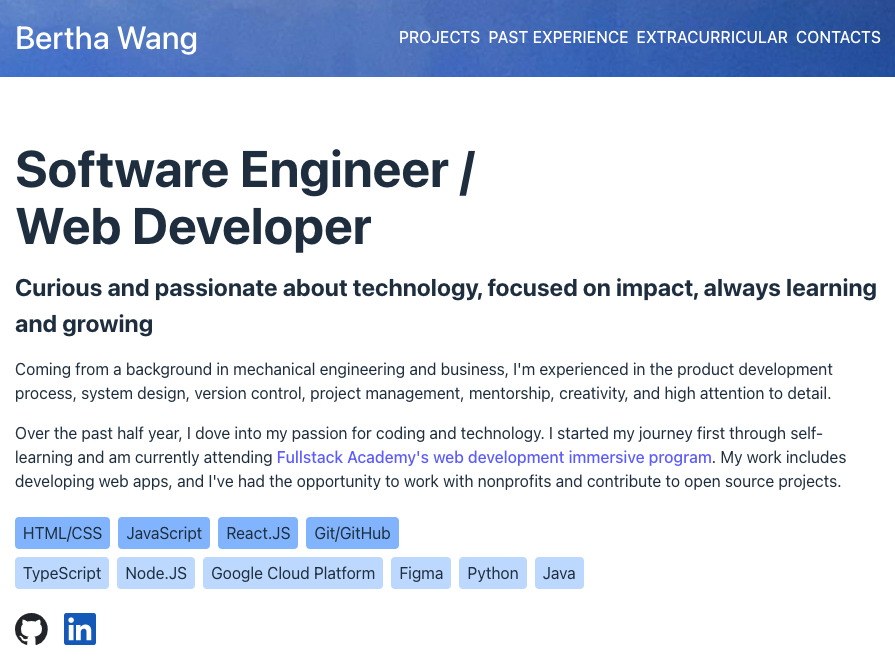 Bertha Wang
PROJECTS PAST EXPERIENCE EXTRACURRICULAR CONTACTS
Software Engineer /
Web Developer
Curious and passionate about technology, focused on impact, always learning
and growing
Coming from a background in mechanical engineering and business, I'm experienced in the product development
process, system design, version control, project management, mentorship, creativity, and high attention to detail.
Over the past half year, I dove into my passion for coding and technology. I started my journey first through self-
learning and am currently attending Fullstack Academy's web development immersive program. My work includes
developing web apps, and I've had the opportunity to work with nonprofits and contribute to open source projects.
HTML/CSS JavaScript React.JS Git/GitHub
TypeScript Node.JS Google Cloud Platform Figma Python Java
in